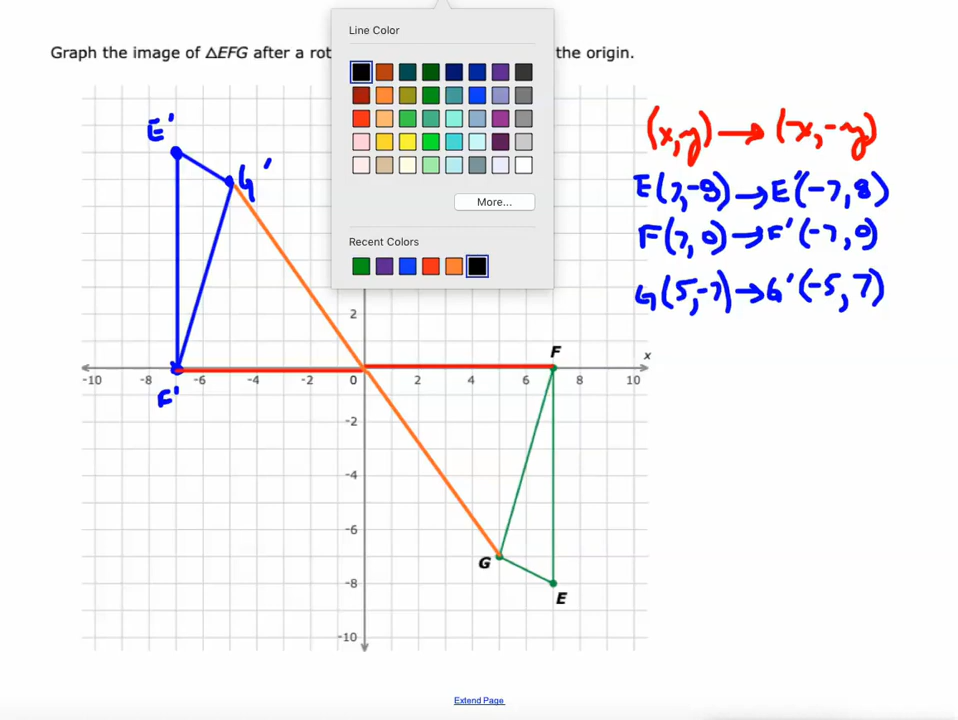 Line Color
Graph the image of △EFG after a rot
the origin.
E'
G'
(x,y) → (-x,-y)
E(7,-8) → E'(-7,8)
F(7,0) → F'(-7,0)
G(5,-7) → G'(-5,7)
More...
Recent Colors
2
F
x
-10 -8 -6 -4 -2 0 2 4 6 8 10
F'
-2
-4
-6
G
-8
E
-10
Extend Page